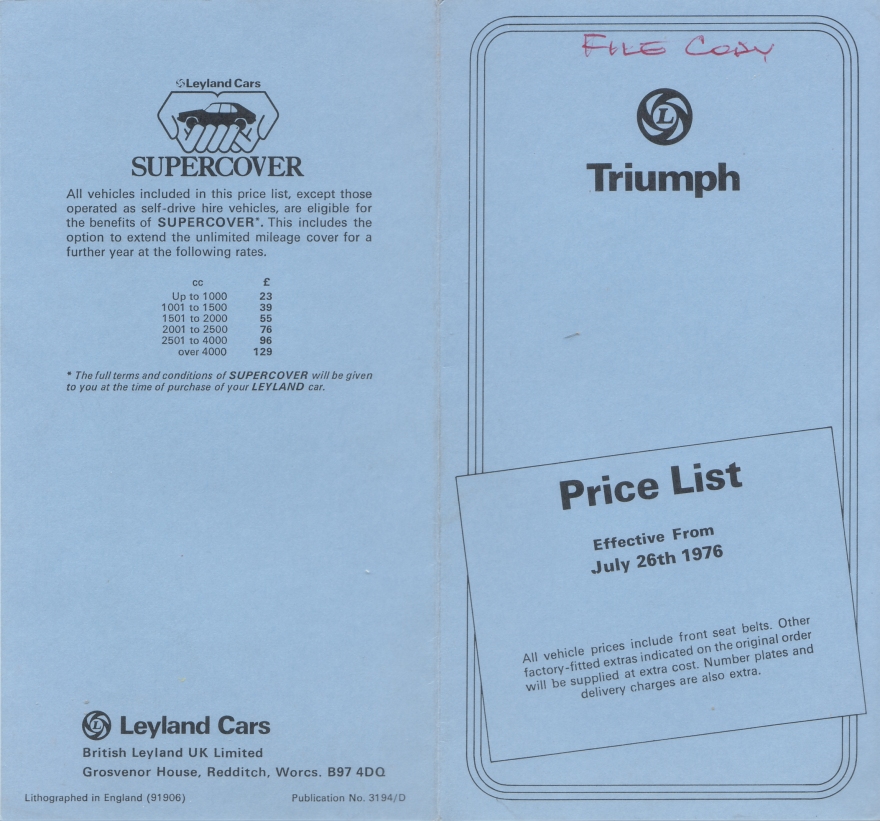 Leyland Cars
SUPERCOVER
All vehicles included in this price list, except those
operated as self-drive hire vehicles, are eligible for
the benefits of SUPERCOVER*. This includes the
option to extend the unlimited mileage cover for a
further year at the following rates.
cc £
Up to 1000 23
1001 to 1500 39
1501 to 2000 55
2001 to 2500 76
2501 to 4000 96
over 4000 129
* The full terms and conditions of SUPERCOVER will be given
to you at the time of purchase of your LEYLAND car.
L Leyland Cars
British Leyland UK Limited
Grosvenor House, Redditch, Worcs. B97 4DQ
Lithographed in England (91906) Publication No. 3194/D
FILE COPY
L
Triumph
Price List
Effective From
July 26th 1976
All vehicle prices include front seat belts. Other
factory-fitted extras indicated on the original order
will be supplied at extra cost. Number plates and
delivery charges are also extra.